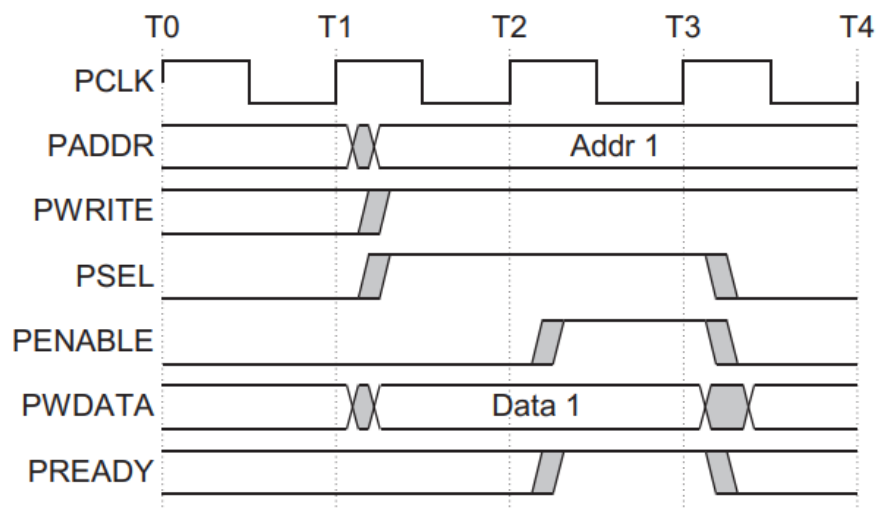 T0 T1 T2 T3 T4
PCLK
PADDR Addr 1
PWRITE
PSEL
PENABLE
PWDATA Data 1
PREADY